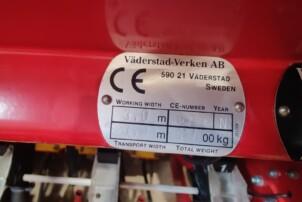 Väderstad-Verken AB
CE
590 21 Väderstad
Sweden
Working width CE-number Year
m
m 00 kg
Transport width Total weight